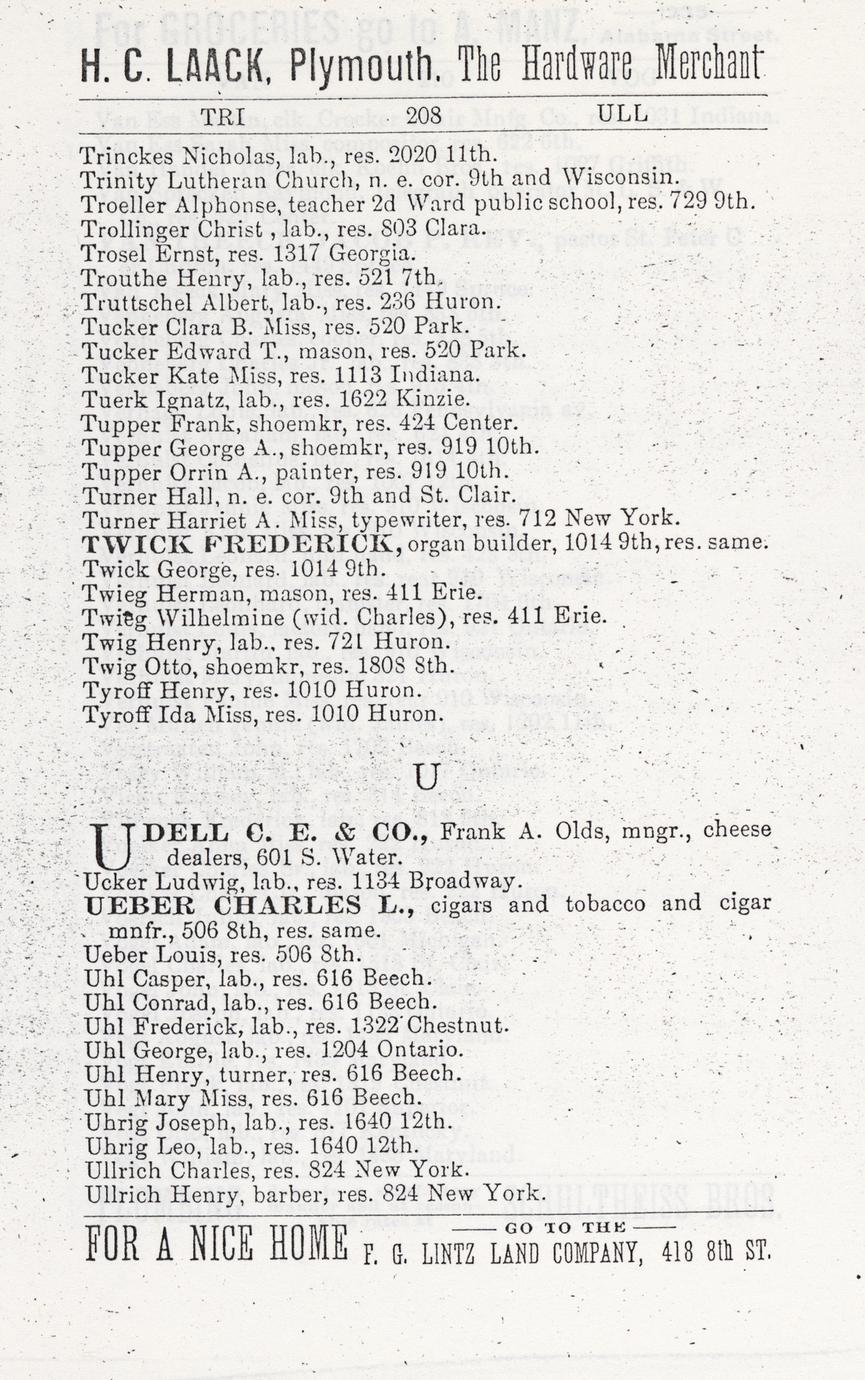 H. C. LAACK, Plymouth, The Hardware Merchant
TRI 208 ULL
Trinckes Nicholas, lab., res. 2020 11th.
Trinity Lutheran Church, n. e. cor. 9th and Wisconsin.
Troeller Alphonse, teacher 2d Ward public school, res. 729 9th.
Trollinger Christ , lab., res. 803 Clara.
Trosel Ernst, res. 1317 Georgia.
Trouthe Henry, lab., res. 521 7th.
Truttschel Albert, lab., res. 236 Huron.
Tucker Clara B. Miss, res. 520 Park.
Tucker Edward T., mason, res. 520 Park.
Tucker Kate Miss, res. 1113 Indiana.
Tuerk Ignatz, lab., res. 1622 Kinzie.
Tupper Frank, shoemkr, res. 424 Center.
Tupper George A., shoemkr, res. 919 10th.
Tupper Orrin A., painter, res. 919 10th.
Turner Hall, n. e. cor. 9th and St. Clair.
Turner Harriet A. Miss, typewriter, res. 712 New York.
TWICK FREDERICK, organ builder, 1014 9th, res. same.
Twick George, res. 1014 9th.
Twieg Herman, mason, res. 411 Erie.
Twieg Wilhelmine (wid. Charles), res. 411 Erie.
Twig Henry, lab., res. 721 Huron.
Twig Otto, shoemkr, res. 1808 8th.
Tyroff Henry, res. 1010 Huron.
Tyroff Ida Miss, res. 1010 Huron.
U
UDELL C. E. & CO., Frank A. Olds, mngr., cheese
dealers, 601 S. Water.
Ucker Ludwig, lab., res. 1134 Broadway.
UEBER CHARLES L., cigars and tobacco and cigar
mnfr., 506 8th, res. same.
Ueber Louis, res. 506 8th.
Uhl Casper, lab., res. 616 Beech.
Uhl Conrad, lab., res. 616 Beech.
Uhl Frederick, lab., res. 1322 Chestnut.
Uhl George, lab., res. 1204 Ontario.
Uhl Henry, turner, res. 616 Beech.
Uhl Mary Miss, res. 616 Beech.
Uhrig Joseph, lab., res. 1640 12th.
Uhrig Leo, lab., res. 1640 12th.
Ullrich Charles, res. 824 New York.
Ullrich Henry, barber, res. 824 New York.
FOR A NICE HOME GO TO THE
F. G. LINTZ LAND COMPANY, 418 8th ST.